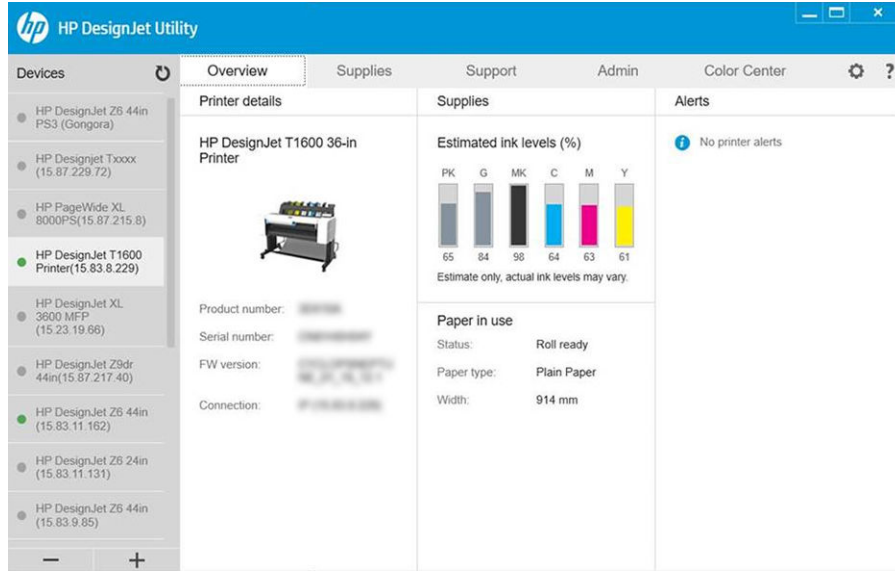 hp HP DesignJet Utility
Devices
HP DesignJet Z6 44in
PS3 (Gongora)
HP Designjet Txxxx
(15.87.229.72)
HP PageWide XL
8000PS(15.87.215.8)
HP DesignJet T1600
Printer(15.83.8.229)
HP DesignJet XL
3600 MFP
(15.23.19.66)
HP DesignJet Z9dr
44in(15.87.217.40)
HP DesignJet Z6 44in
(15.83.11.162)
HP DesignJet Z6 24in
(15.83.11.131)
HP DesignJet Z6 44in
(15.83.9.85)
Overview Supplies Support Admin Color Center ?
Printer details
HP DesignJet T1600 36-in
Printer
Product number:
Serial number:
FW version:
Connection:
Supplies
Estimated ink levels (%)
PK G MK C M Y
65 84 98 64 63 61
Estimate only, actual ink levels may vary.
Paper in use
Status: Roll ready
Paper type: Plain Paper
Width: 914 mm
Alerts
No printer alerts